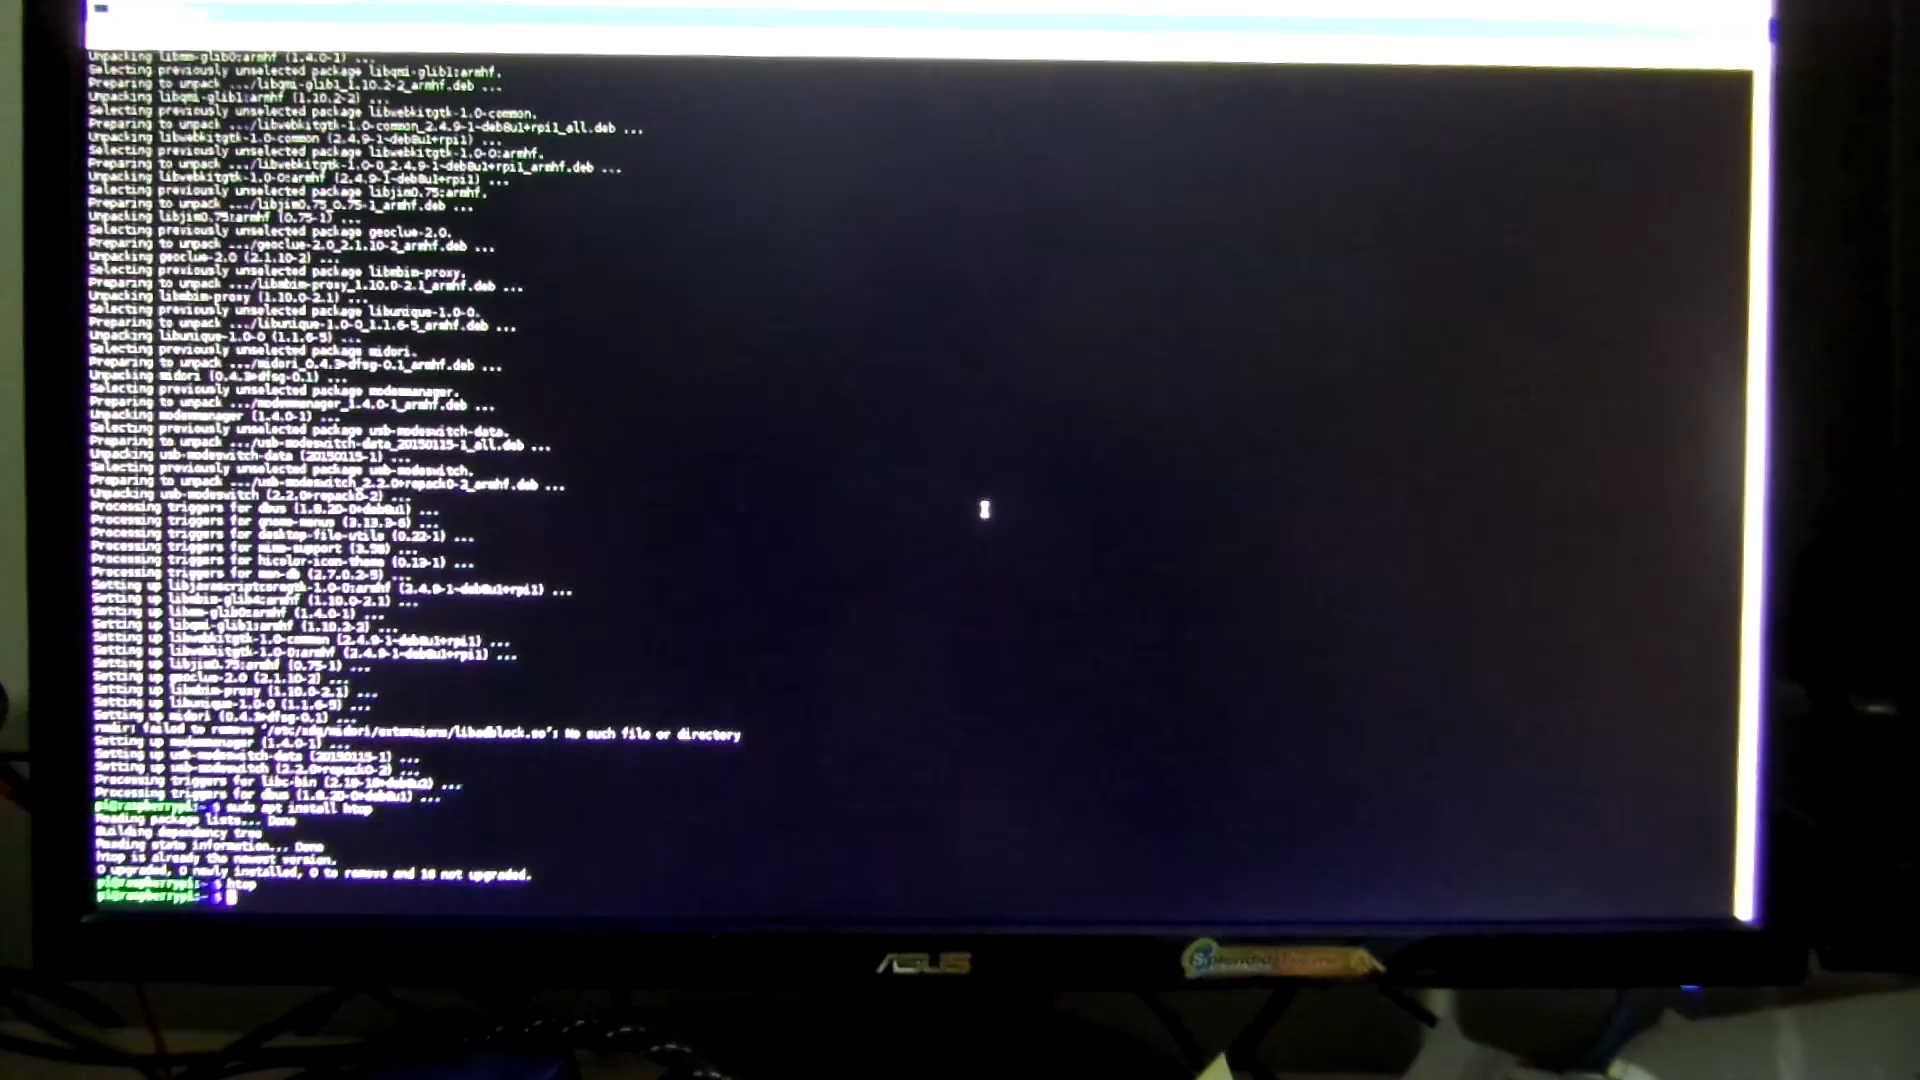 Unpacking libmm-glib0:armhf (1.4.0-1) ...
Selecting previously unselected package libqmi-glib1:armhf.
Preparing to unpack .../libqmi-glib1_1.10.2-2_armhf.deb ...
Unpacking libqmi-glib1:armhf (1.10.2-2) ...
Selecting previously unselected package libwebkitgtk-1.0-common.
Preparing to unpack .../libwebkitgtk-1.0-common_2.4.9-1~deb8u1+rpi1_all.deb ...
Unpacking libwebkitgtk-1.0-common (2.4.9-1~deb8u1+rpi1) ...
Selecting previously unselected package libwebkitgtk-1.0-0:armhf.
Preparing to unpack .../libwebkitgtk-1.0-0_2.4.9-1~deb8u1+rpi1_armhf.deb ...
Unpacking libwebkitgtk-1.0-0:armhf (2.4.9-1~deb8u1+rpi1) ...
Selecting previously unselected package libjim0.75:armhf.
Preparing to unpack .../libjim0.75_0.75-1_armhf.deb ...
Unpacking libjim0.75:armhf (0.75-1) ...
Selecting previously unselected package geoclue-2.0.
Preparing to unpack .../geoclue-2.0_2.1.10-2_armhf.deb ...
Unpacking geoclue-2.0 (2.1.10-2) ...
Selecting previously unselected package libmbim-proxy.
Preparing to unpack .../libmbim-proxy_1.10.0-2.1_armhf.deb ...
Unpacking libmbim-proxy (1.10.0-2.1) ...
Selecting previously unselected package libunique-1.0-0.
Preparing to unpack .../libunique-1.0-0_1.1.6-5_armhf.deb ...
Unpacking libunique-1.0-0 (1.1.6-5) ...
Selecting previously unselected package midori.
Preparing to unpack .../midori_0.4.3+dfsg-0.1_armhf.deb ...
Unpacking midori (0.4.3+dfsg-0.1) ...
Selecting previously unselected package modemmanager.
Preparing to unpack .../modemmanager_1.4.0-1_armhf.deb ...
Unpacking modemmanager (1.4.0-1) ...
Selecting previously unselected package usb-modeswitch-data.
Preparing to unpack .../usb-modeswitch-data_20150115-1_all.deb ...
Unpacking usb-modeswitch-data (20150115-1) ...
Selecting previously unselected package usb-modeswitch.
Preparing to unpack .../usb-modeswitch_2.2.0+repack0-2_armhf.deb ...
Unpacking usb-modeswitch (2.2.0+repack0-2) ...
Processing triggers for dbus (1.8.20-0+deb8u1) ...
Processing triggers for gnome-menus (3.13.3-6) ...
Processing triggers for desktop-file-utils (0.22-1) ...
Processing triggers for mime-support (3.58) ...
Processing triggers for hicolor-icon-theme (0.13-1) ...
Processing triggers for man-db (2.7.0.2-5) ...
Setting up libjavascriptcoregtk-1.0-0:armhf (2.4.9-1~deb8u1+rpi1) ...
Setting up libmbim-glib4:armhf (1.10.0-2.1) ...
Setting up libmm-glib0:armhf (1.4.0-1) ...
Setting up libqmi-glib1:armhf (1.10.2-2) ...
Setting up libwebkitgtk-1.0-common (2.4.9-1~deb8u1+rpi1) ...
Setting up libwebkitgtk-1.0-0:armhf (2.4.9-1~deb8u1+rpi1) ...
Setting up libjim0.75:armhf (0.75-1) ...
Setting up geoclue-2.0 (2.1.10-2) ...
Setting up libmbim-proxy (1.10.0-2.1) ...
Setting up libunique-1.0-0 (1.1.6-5) ...
Setting up midori (0.4.3+dfsg-0.1) ...
rmdir: failed to remove '/etc/xdg/midori/extensions/libadblock.so': No such file or directory
Setting up modemmanager (1.4.0-1) ...
Setting up usb-modeswitch-data (20150115-1) ...
Setting up usb-modeswitch (2.2.0+repack0-2) ...
Processing triggers for libc-bin (2.19-18+deb8u2) ...
Processing triggers for dbus (1.8.20-0+deb8u1) ...
pi@raspberrypi:~ $ sudo apt install htop
Reading package lists... Done
Building dependency tree
Reading state information... Done
htop is already the newest version.
0 upgraded, 0 newly installed, 0 to remove and 16 not upgraded.
pi@raspberrypi:~ $ htop
pi@raspberrypi:~ $
ASUS